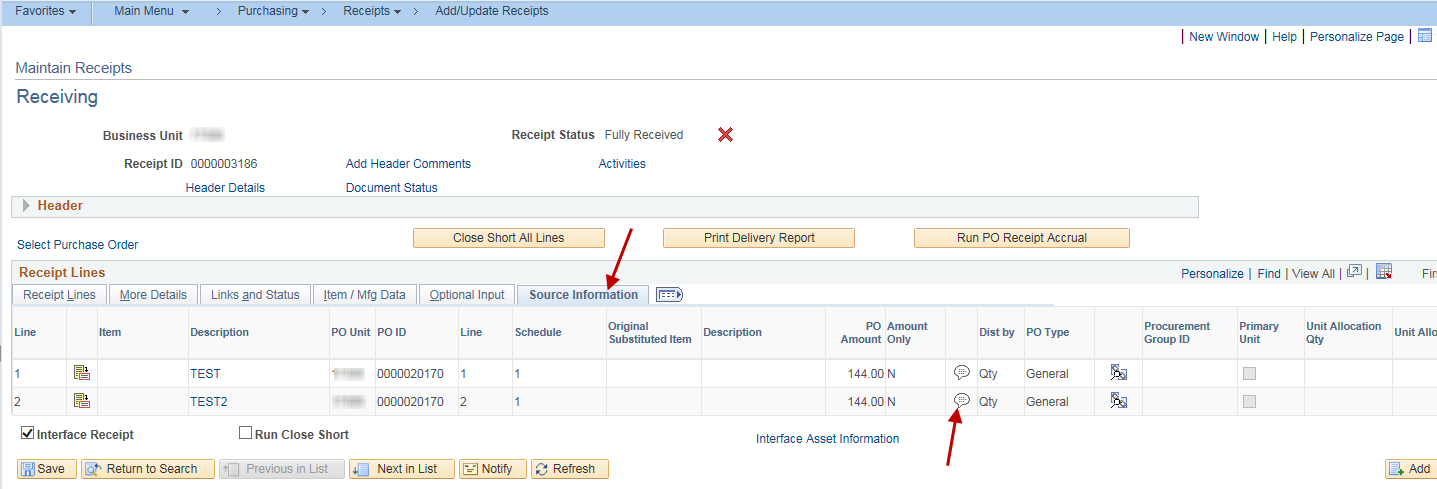 Favorites Main Menu > Purchasing > Receipts > Add/Update Receipts
New Window | Help | Personalize Page |
Maintain Receipts
Receiving
Business Unit Receipt Status Fully Received
Receipt ID 0000003186 Add Header Comments Activities
Header Details Document Status
Header
Select Purchase Order Close Short All Lines Print Delivery Report Run PO Receipt Accrual
Receipt Lines Personalize | Find | View All |
Receipt Lines More Details Links and Status Item / Mfg Data Optional Input Source Information
Line Item Description PO Unit PO ID Line Schedule Original Substituted Item Description PO Amount Amount Only Dist by PO Type Procurement Group ID Primary Unit Unit Allocation Qty
1 TEST 0000020170 1 1 144.00 N Qty General
2 TEST2 0000020170 2 1 144.00 N Qty General
Interface Receipt Run Close Short Interface Asset Information
Save Return to Search Previous in List Next in List Notify Refresh Add